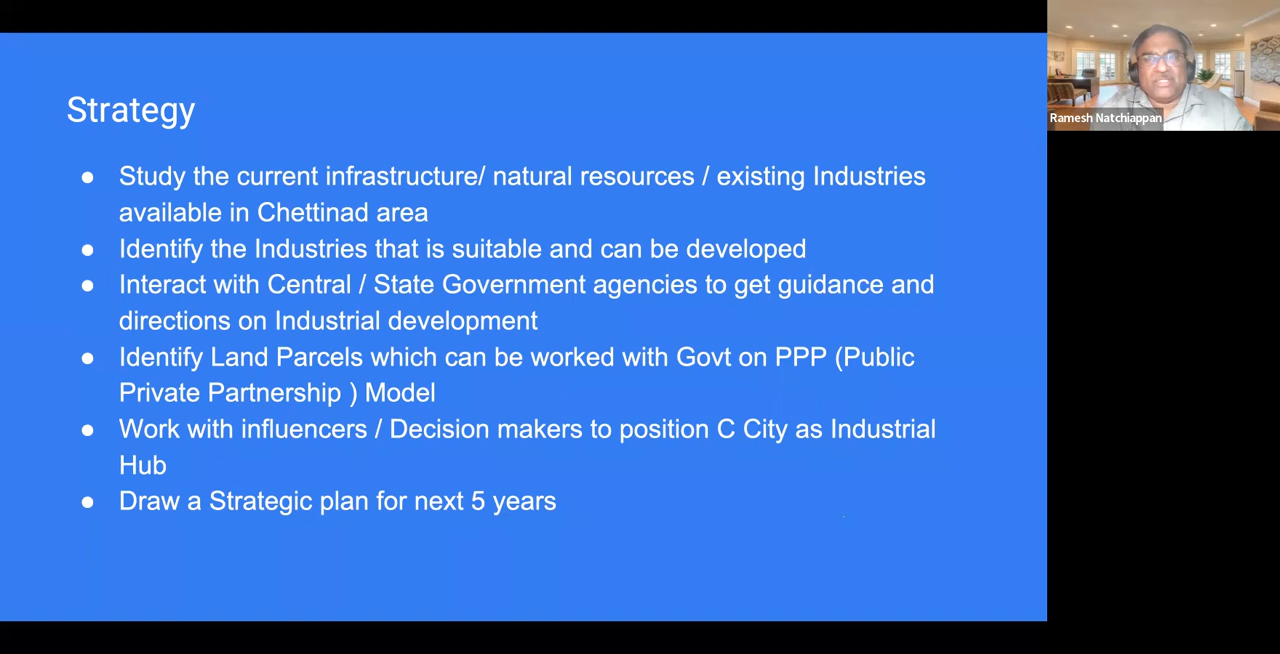 Strategy
● Study the current infrastructure/ natural resources / existing Industries
available in Chettinad area
● Identify the Industries that is suitable and can be developed
● Interact with Central / State Government agencies to get guidance and
directions on Industrial development
● Identify Land Parcels which can be worked with Govt on PPP (Public
Private Partnership ) Model
● Work with influencers / Decision makers to position C City as Industrial
Hub
● Draw a Strategic plan for next 5 years
Ramesh Natchiappan